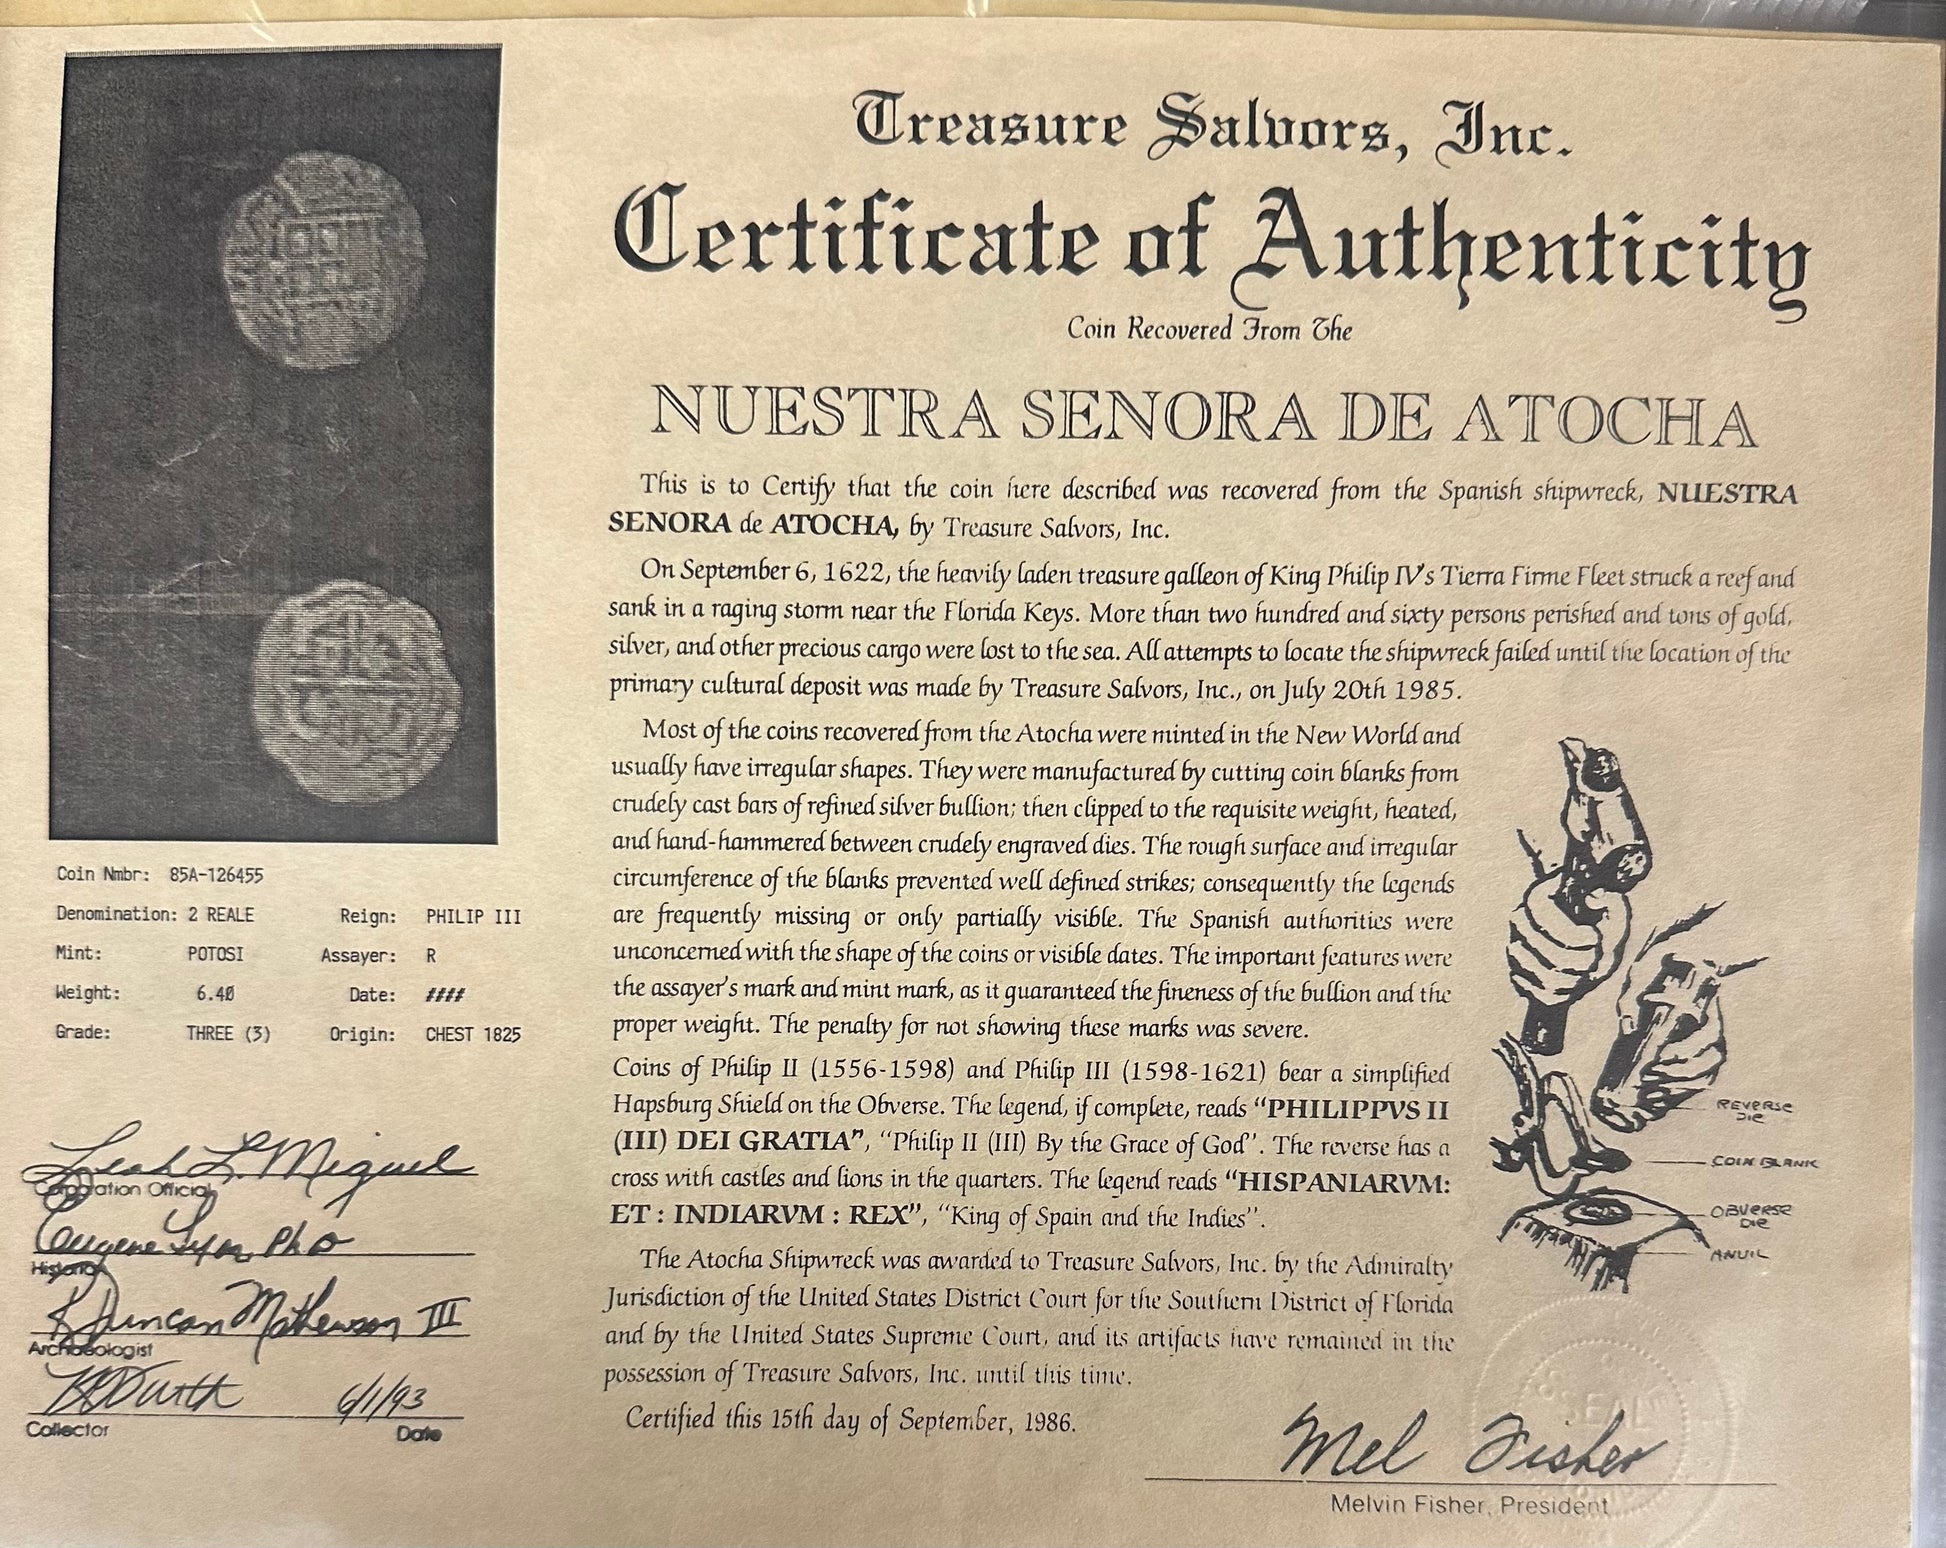 Treasure Salvors, Inc.
Certificate of Authenticity
Coin Recovered From The
NUESTRA SENORA DE ATOCHA
This is to Certify that the coin here described was recovered from the Spanish shipwreck, NUESTRA
SENORA de ATOCHA, by Treasure Salvors, Inc.
On September 6, 1622, the heavily laden treasure galleon of King Philip IV's Tierra Firme Fleet struck a reef and
sank in a raging storm near the Florida Keys. More than two hundred and sixty persons perished and tons of gold,
silver, and other precious cargo were lost to the sea. All attempts to locate the shipwreck failed until the location of the
primary cultural deposit was made by Treasure Salvors, Inc., on July 20th 1985.
Most of the coins recovered from the Atocha were minted in the New World and
usually have irregular shapes. They were manufactured by cutting coin blanks from
crudely cast bars of refined silver bullion; then clipped to the requisite weight, heated,
and hand-hammered between crudely engraved dies. The rough surface and irregular
circumference of the blanks prevented well defined strikes; consequently the legends
are frequently missing or only partially visible. The Spanish authorities were
unconcerned with the shape of the coins or visible dates. The important features were
the assayer's mark and mint mark, as it guaranteed the fineness of the bullion and the
proper weight. The penalty for not showing these marks was severe.
Coins of Philip II (1556-1598) and Philip III (1598-1621) bear a simplified
Hapsburg Shield on the Obverse. The legend, if complete, reads "PHILIPPVS II
(III) DEI GRATIA", "Philip II (III) By the Grace of God". The reverse has a
cross with castles and lions in the quarters. The legend reads "HISPANIARVM:
ET : INDIARVM : REX", "King of Spain and the Indies".
The Atocha Shipwreck was awarded to Treasure Salvors, Inc. by the Admiralty
Jurisdiction of the United States District Court for the Southern District of Florida
and by the United States Supreme Court, and its artifacts have remained in the
possession of Treasure Salvors, Inc. until this time.
Certified this 15th day of September, 1986.
Mel Fisher
Melvin Fisher, President
REVERSE
DIE
COIN BLANK
OBVERSE
DIE
ANVIL
Coin Nmbr: 85A-126455
Denomination: 2 REALE Reign: PHILIP III
Mint: POTOSI Assayer: R
Weight: 6.40 Date: ####
Grade: THREE (3) Origin: CHEST 1825
Leah L. Miguel
Corporation Official
Eugene Lyon, PhD
Historian
R Duncan Mathewson III
Archaeologist
6/1/93
Collector Date